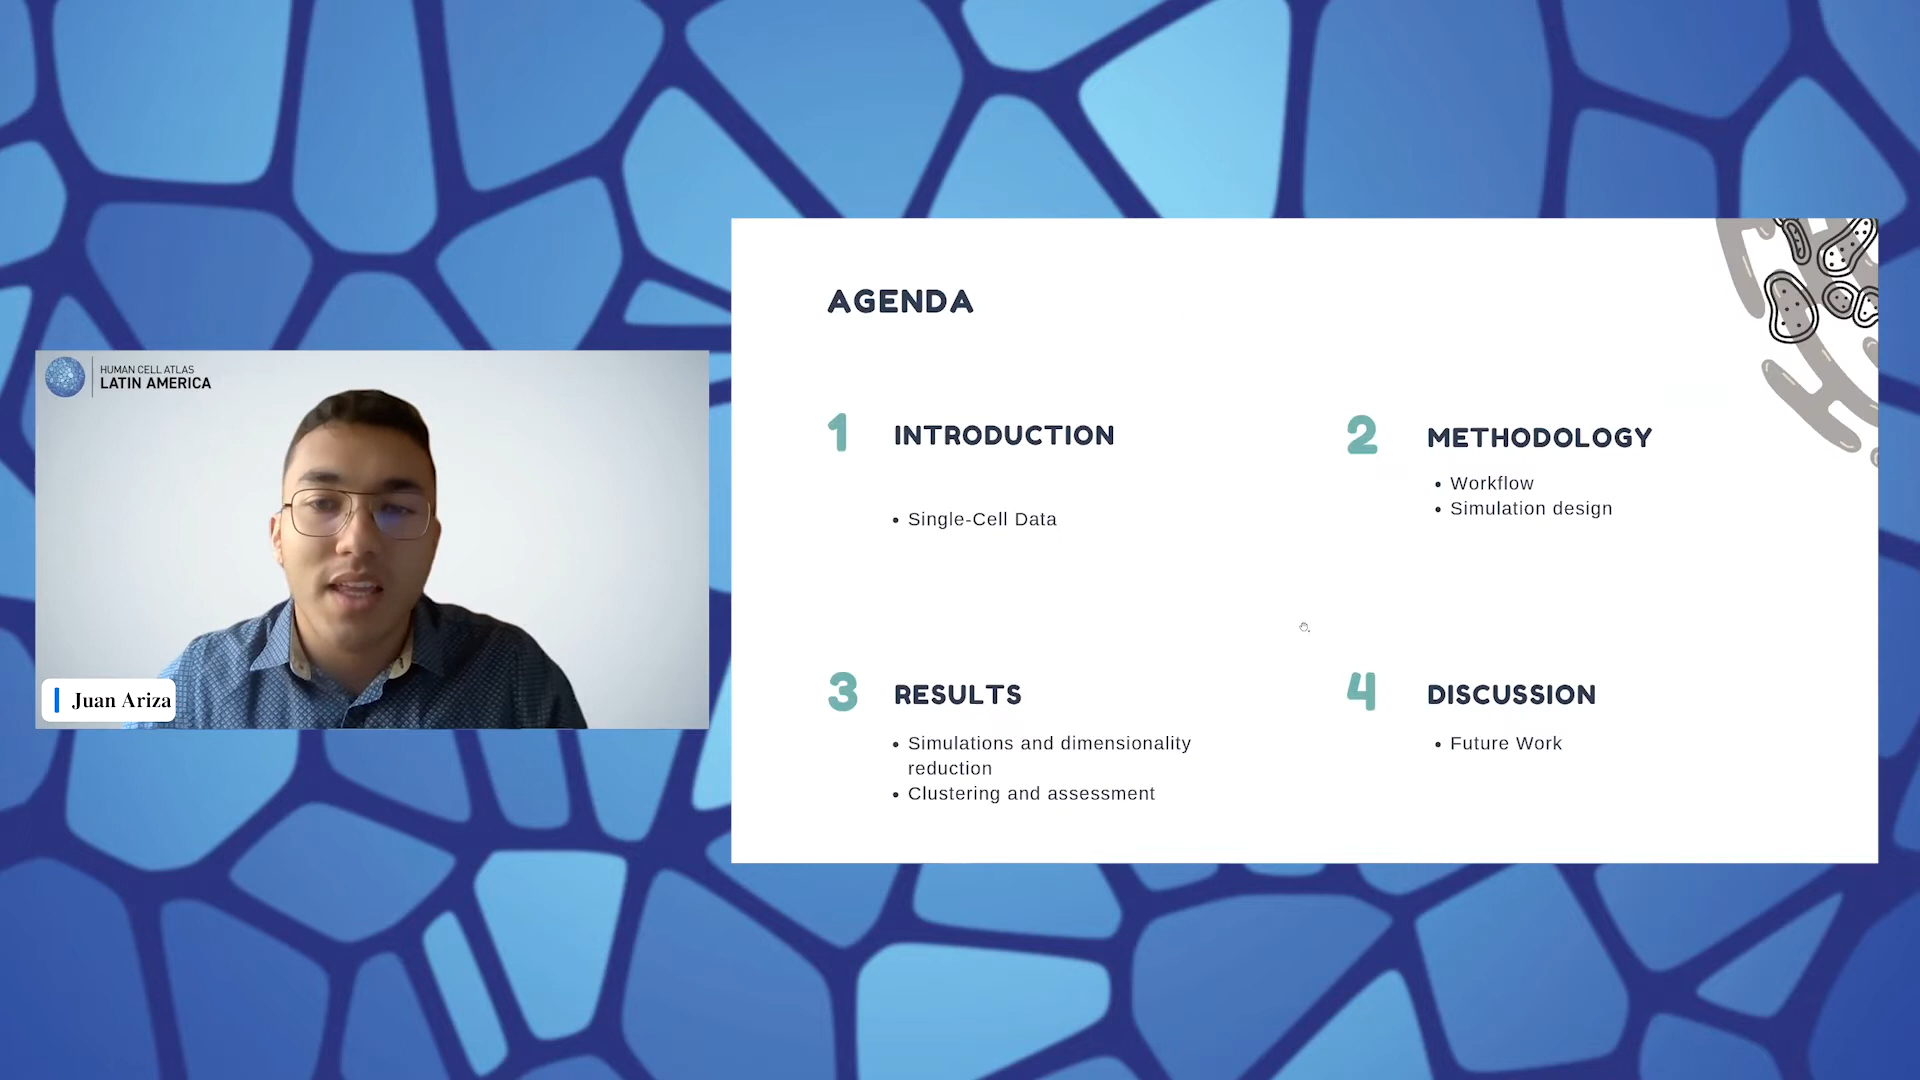 HUMAN CELL ATLAS
LATIN AMERICA
Juan Ariza
AGENDA
1 INTRODUCTION
• Single-Cell Data
2 METHODOLOGY
• Workflow
• Simulation design
3 RESULTS
• Simulations and dimensionality
reduction
• Clustering and assessment
4 DISCUSSION
• Future Work